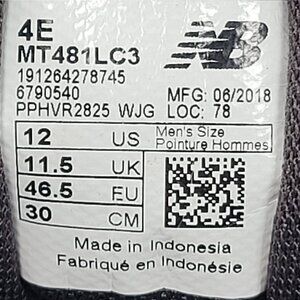 4E
MT481LC3
NB
191264278745
6790540 MFG: 06/2018
PPHVR2825 WJG LOC: 78
12 US Men's Size
11.5 UK Pointure Hommes
46.5 EU
30 CM
Made in Indonesia
Fabriqué en Indonésie